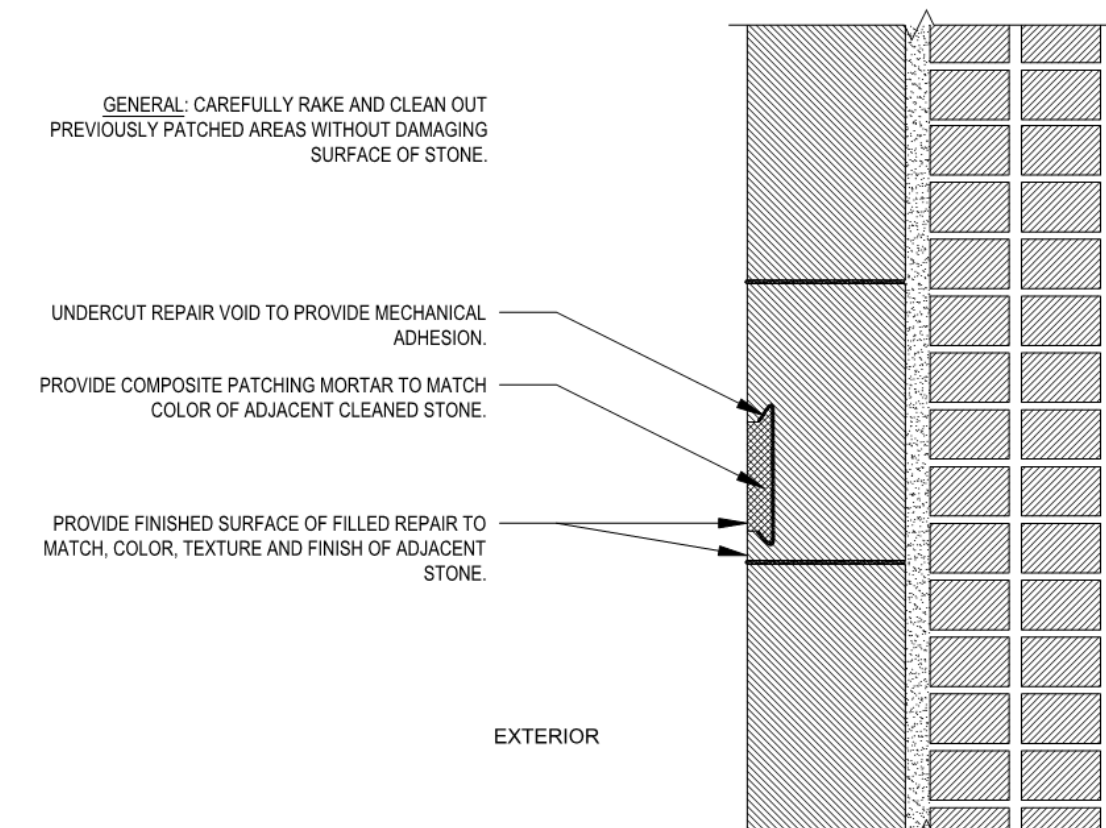 GENERAL: CAREFULLY RAKE AND CLEAN OUT
PREVIOUSLY PATCHED AREAS WITHOUT DAMAGING
SURFACE OF STONE.
UNDERCUT REPAIR VOID TO PROVIDE MECHANICAL
ADHESION.
PROVIDE COMPOSITE PATCHING MORTAR TO MATCH
COLOR OF ADJACENT CLEANED STONE.
PROVIDE FINISHED SURFACE OF FILLED REPAIR TO
MATCH, COLOR, TEXTURE AND FINISH OF ADJACENT
STONE.
EXTERIOR